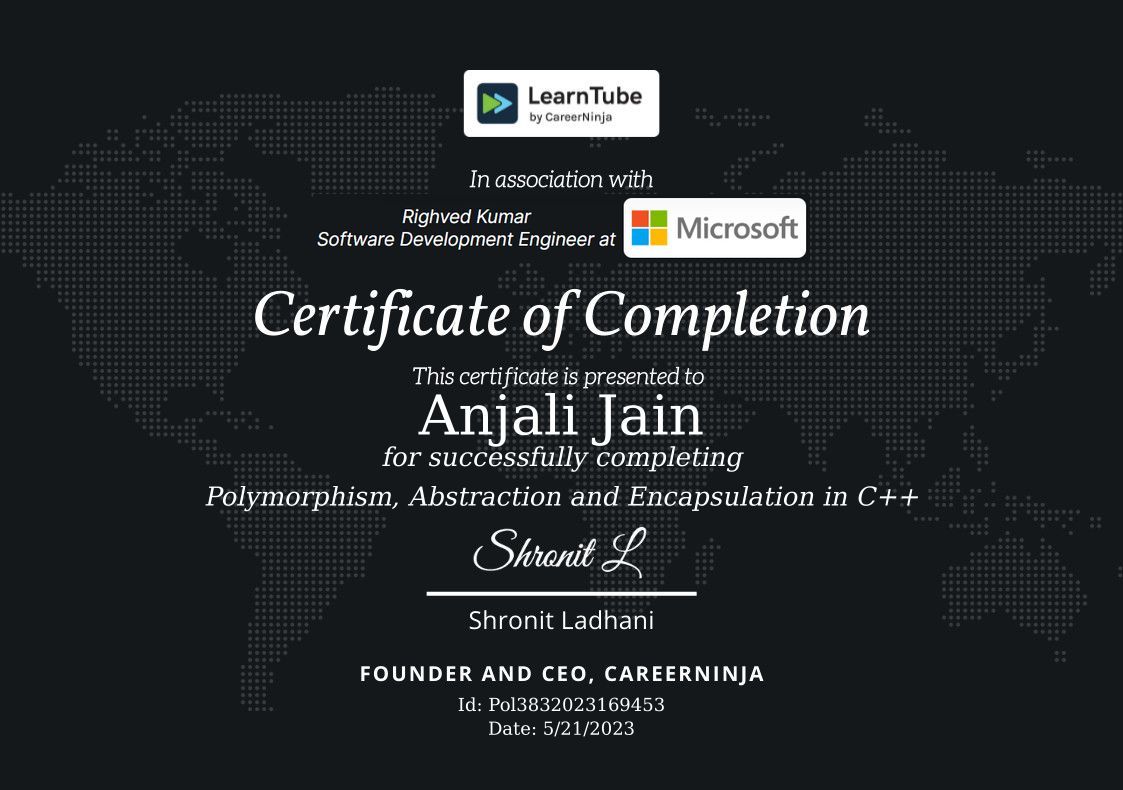 LearnTube
by CareerNinja
In association with
Righved Kumar
Software Development Engineer at Microsoft
Certificate of Completion
This certificate is presented to
Anjali Jain
for successfully completing
Polymorphism, Abstraction and Encapsulation in C++
Shronit L
Shronit Ladhani
FOUNDER AND CEO, CAREERNINJA
Id: Pol3832023169453
Date: 5/21/2023